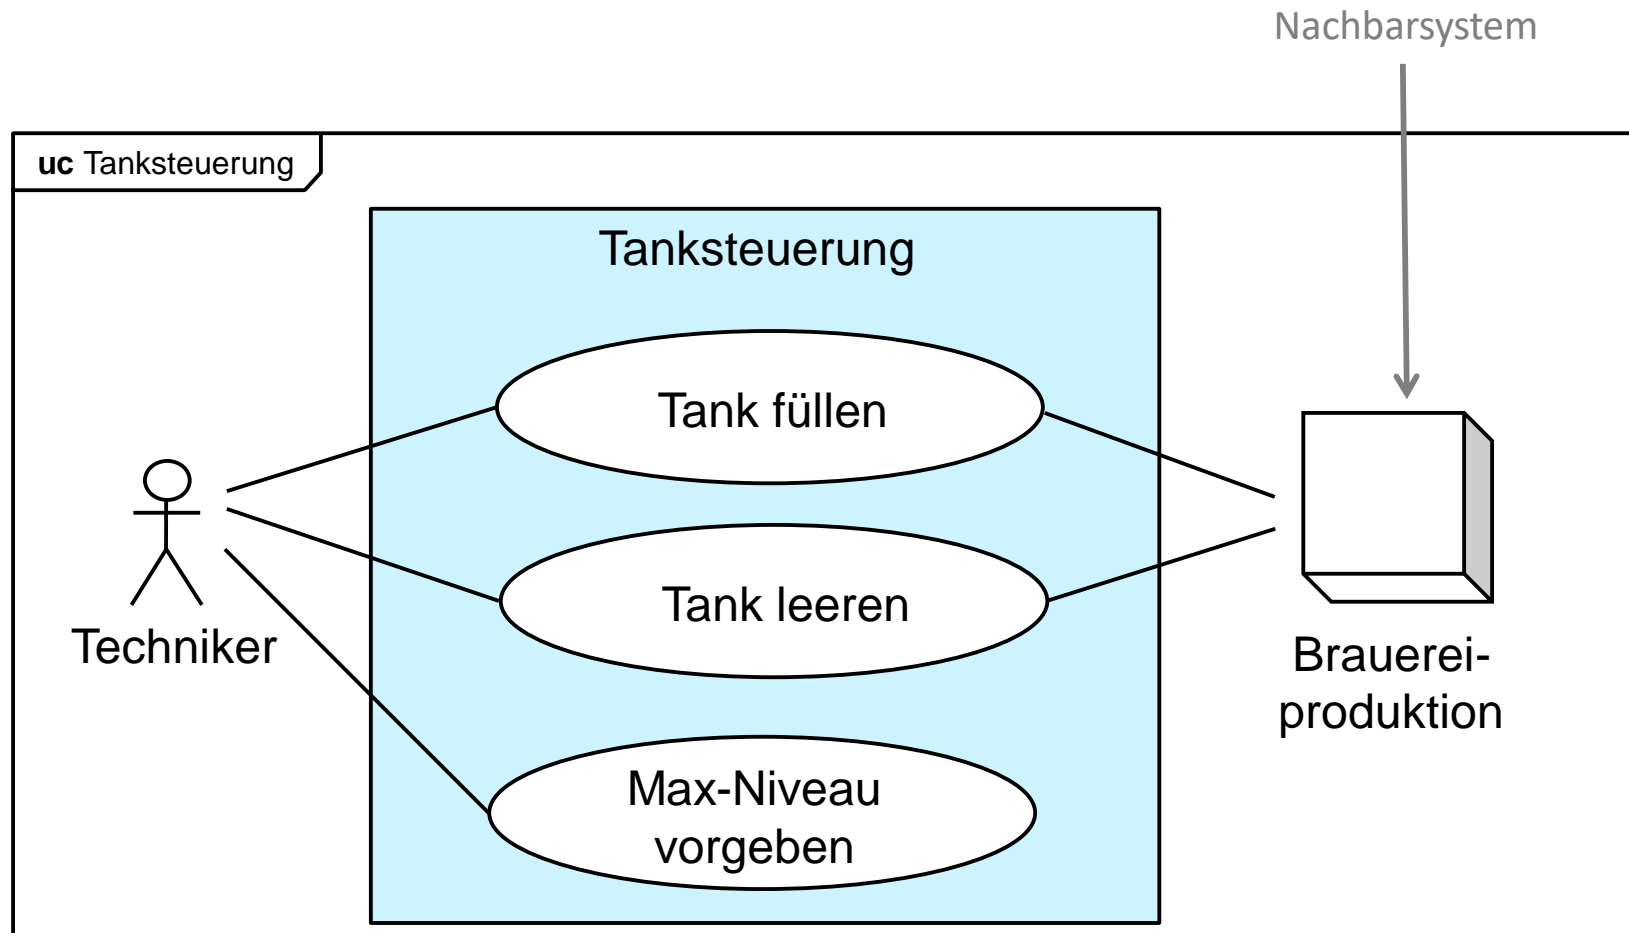 Nachbarsystem
uc Tanksteuerung
Tanksteuerung
Tank füllen
Tank leeren
Techniker
Brauerei-
produktion
Max-Niveau
vorgeben